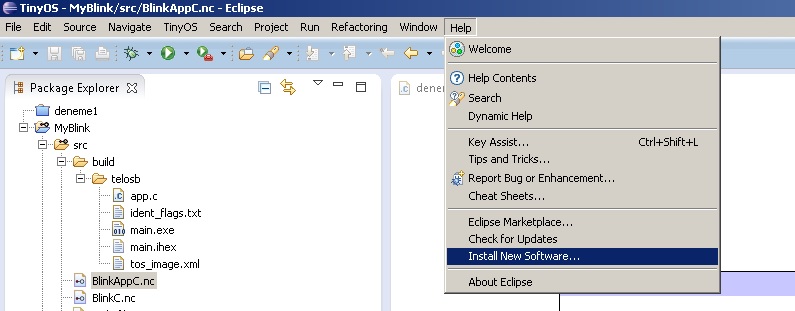 TinyOS - MyBlink/src/BlinkAppC.nc - Eclipse
File Edit Source Navigate Search TinyOS Project Run Refactoring Window Help
Package Explorer
deneme1
MyBlink
src
build
telosb
app.c
ident_flags.txt
main.exe
main.ihex
tos_image.xml
BlinkAppC.nc
BlinkC.nc
dene
Welcome
Help Contents
Search
Dynamic Help
Key Assist... Ctrl+Shift+L
Tips and Tricks...
Report Bug or Enhancement...
Cheat Sheets...
Eclipse Marketplace...
Check for Updates
Install New Software...
About Eclipse